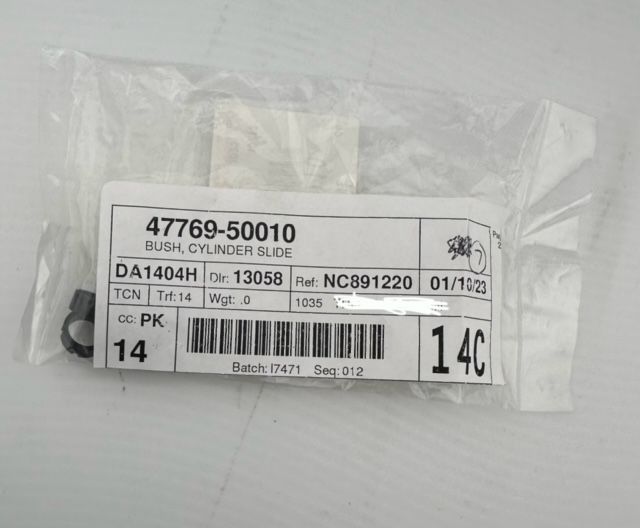 47769-50010
BUSH, CYLINDER SLIDE
7
DA1404H Dlr: 13058 Ref: NC891220 01/10/23
TCN Trf: 14 Wgt: .0 1035
CC: PK
14
14C
Batch: I7471 Seq: 012